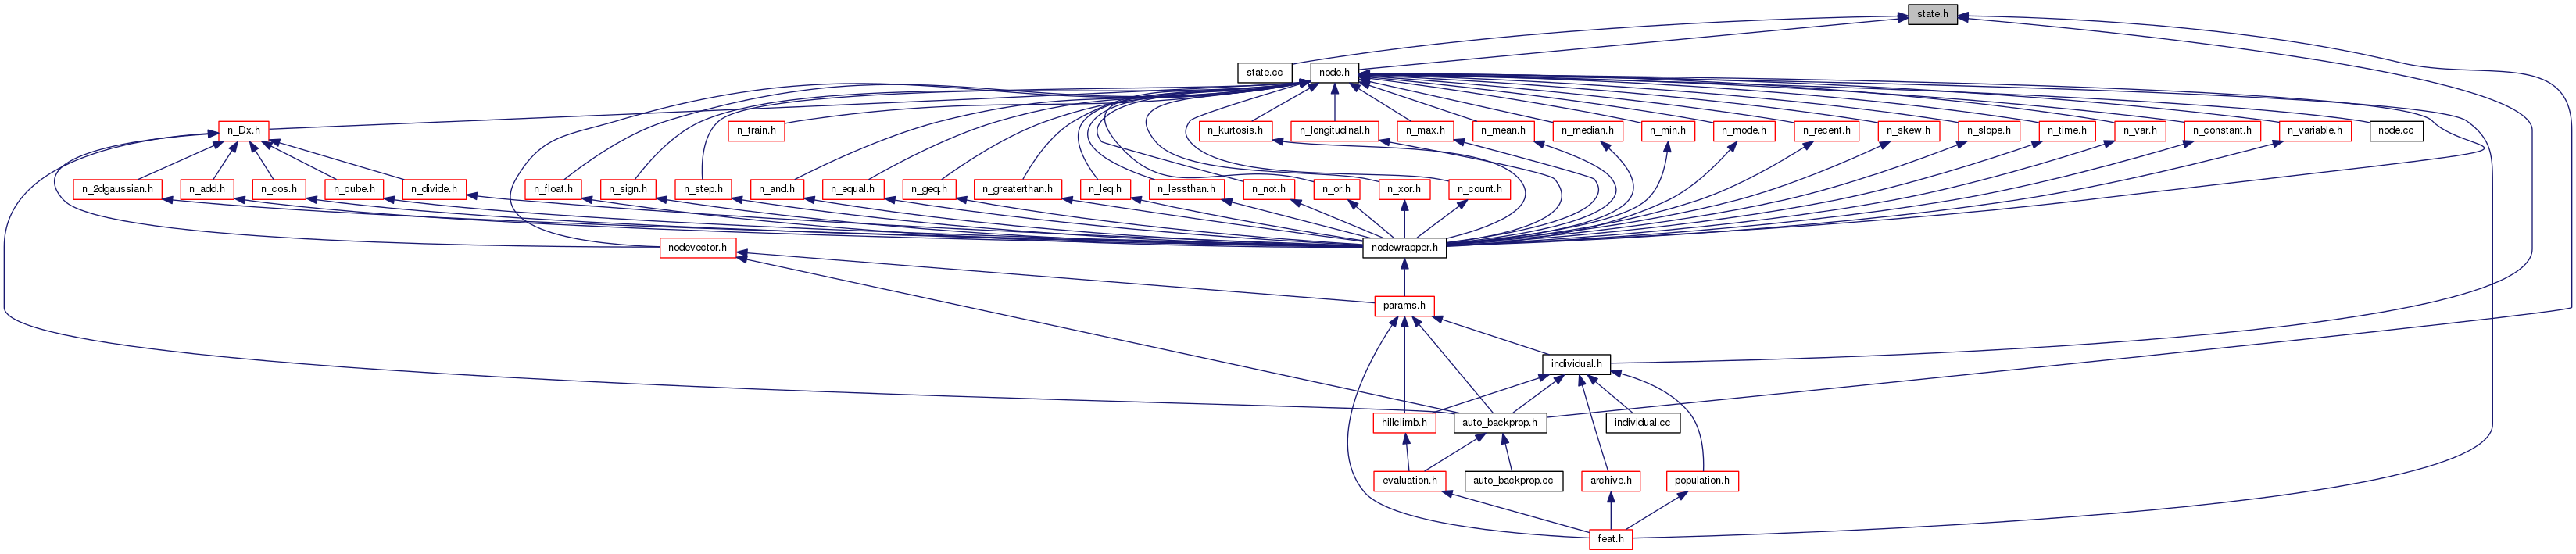 state.h
state.cc
node.h
n_Dx.h
n_train.h
n_kurtosis.h
n_longitudinal.h
n_max.h
n_mean.h
n_median.h
n_min.h
n_mode.h
n_recent.h
n_skew.h
n_slope.h
n_time.h
n_var.h
n_constant.h
n_variable.h
node.cc
n_2dgaussian.h
n_add.h
n_cos.h
n_cube.h
n_divide.h
n_float.h
n_sign.h
n_step.h
n_and.h
n_equal.h
n_geq.h
n_greaterthan.h
n_leq.h
n_lessthan.h
n_not.h
n_or.h
n_xor.h
n_count.h
nodevector.h
nodewrapper.h
params.h
individual.h
hillclimb.h
auto_backprop.h
individual.cc
evaluation.h
auto_backprop.cc
archive.h
population.h
feat.h